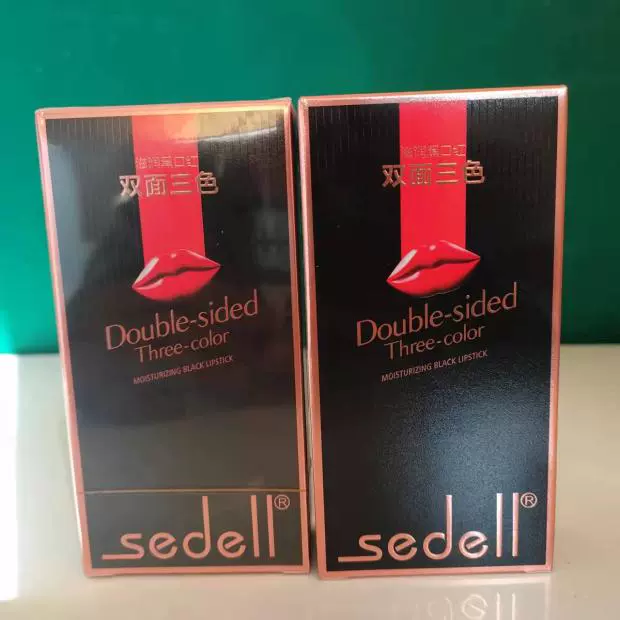 滋润黑口红
双面三色
Double-sided
Three-color
MOISTURIZING BLACK LIPSTICK
sedell®
滋润黑口红
双面三色
Double-sided
Three-color
MOISTURIZING BLACK LIPSTICK
sedell®